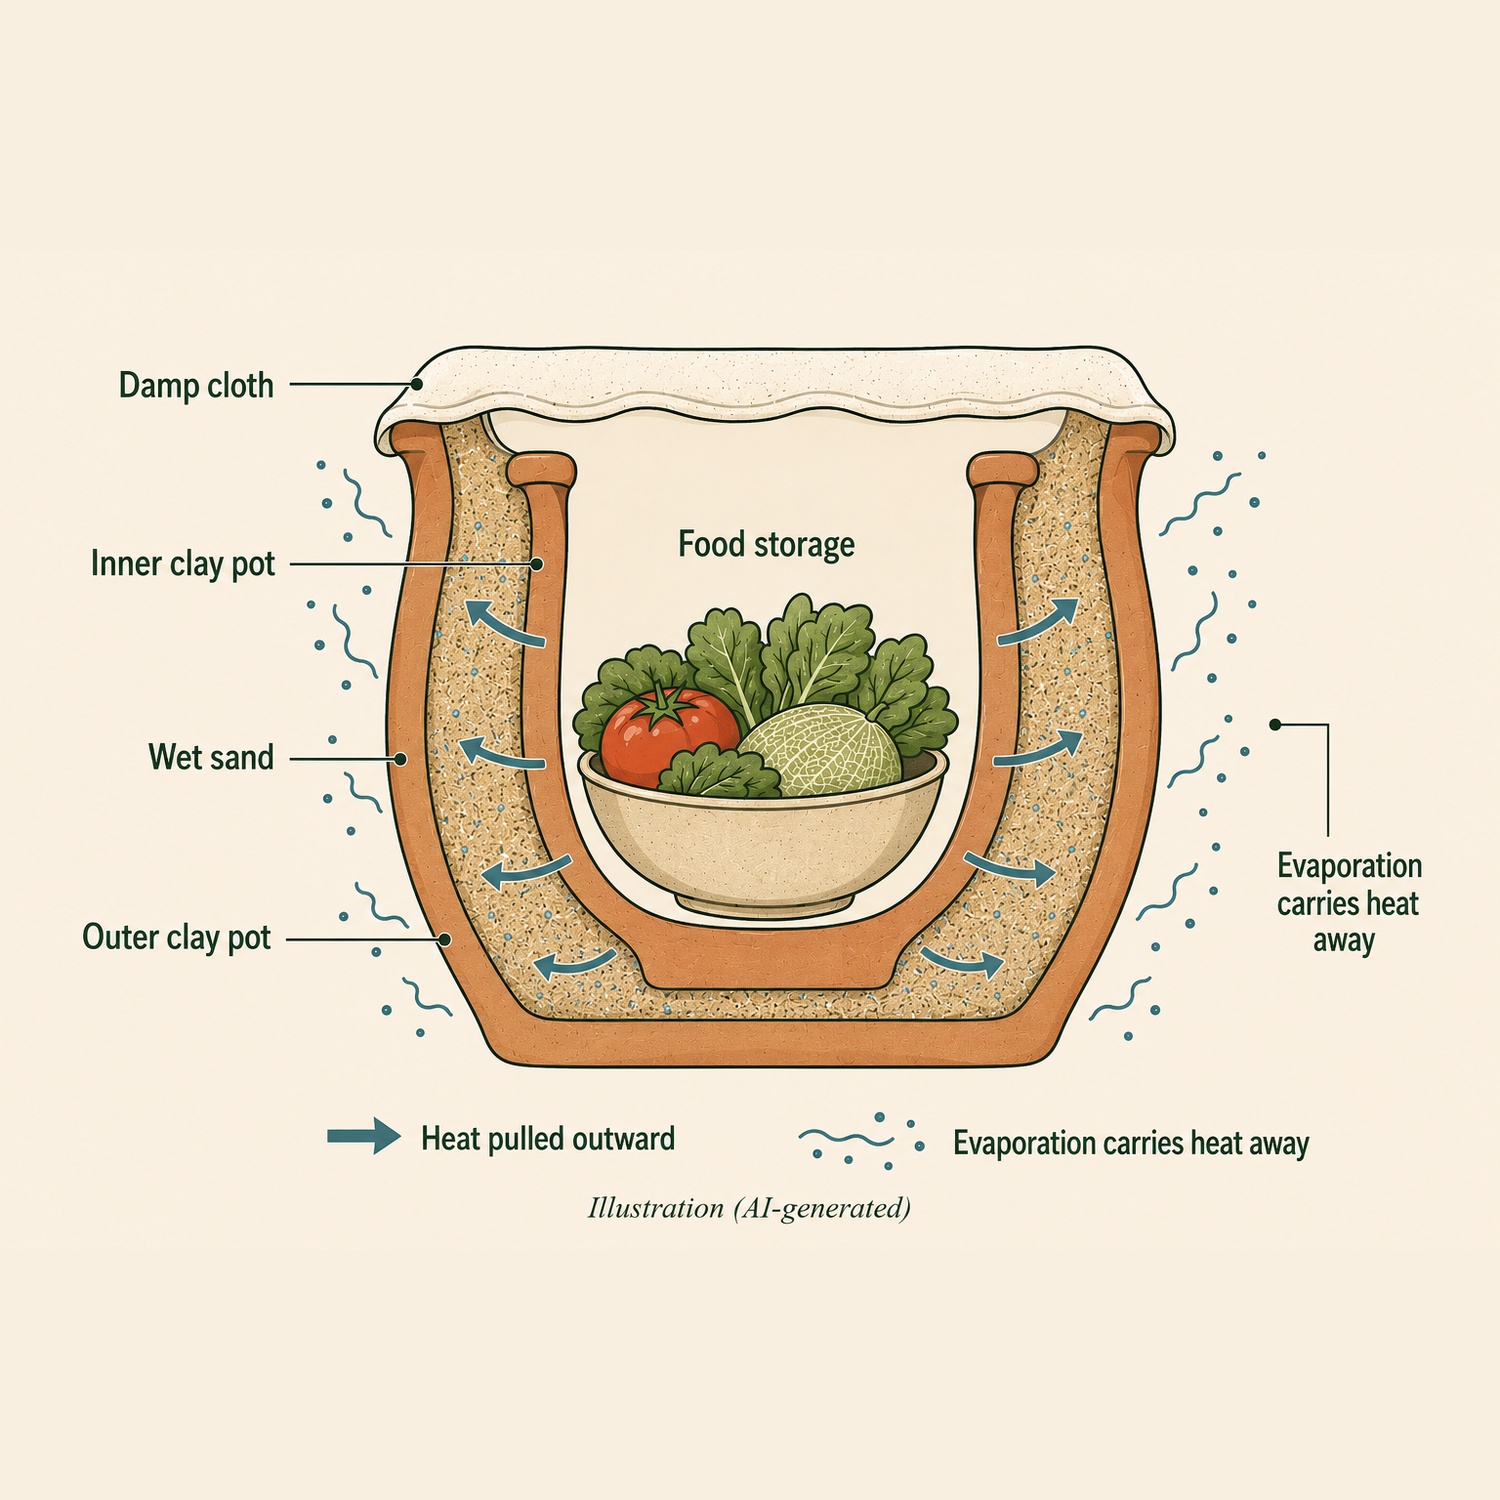 Damp cloth
Inner clay pot
Food storage
Wet sand
Outer clay pot
Evaporation
carries heat
away
Heat pulled outward
Evaporation carries heat away
Illustration (AI-generated)